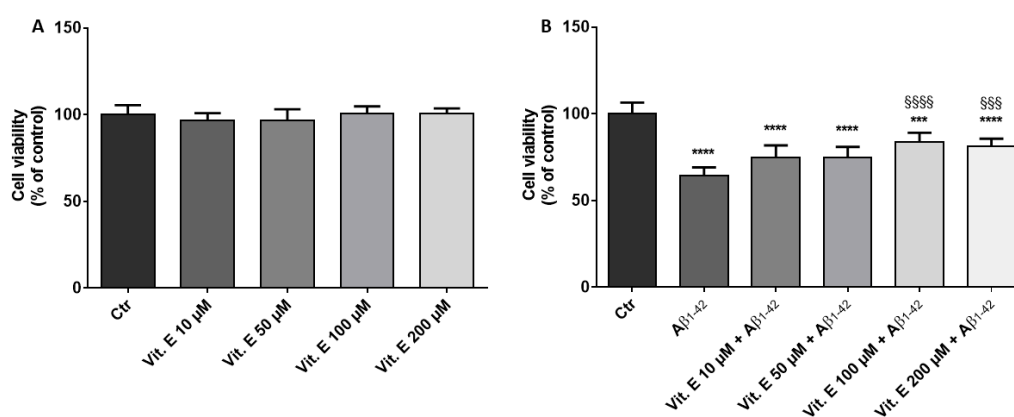 A
Cell viability
(% of control)
150
100
50
0
Ctr
Vit. E 10 µM
Vit. E 50 µM
Vit. E 100 µM
Vit. E 200 µM
B
Cell viability
(% of control)
150
100
50
0
****
****
****
§§§§
***
§§§
****
Ctr
Aβ1-42
Vit. E 10 µM + Aβ1-42
Vit. E 50 µM + Aβ1-42
Vit. E 100 µM + Aβ1-42
Vit. E 200 µM + Aβ1-42